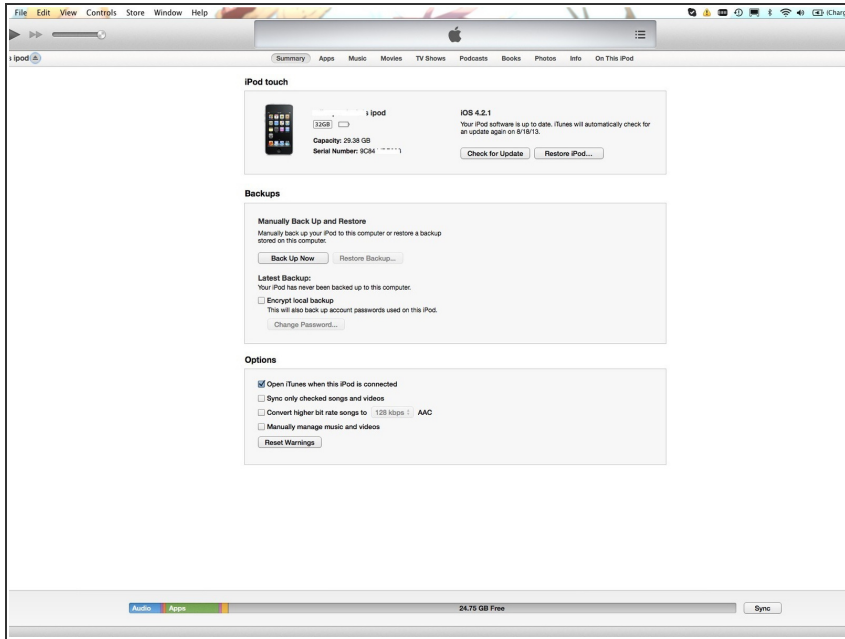 File Edit View Controls Store Window Help
ipod
Summary Apps Music Movies TV Shows Podcasts Books Photos Info On This iPod
iPod touch
ipod
32GB
Capacity: 29.38 GB
Serial Number: 9C84
iOS 4.2.1
Your iPod software is up to date. iTunes will automatically check for
an update again on 8/18/13.
Check for Update Restore iPod...
Backups
Manually Back Up and Restore
Manually back up your iPod to this computer or restore a backup
stored on this computer.
Back Up Now Restore Backup...
Latest Backup:
Your iPod has never been backed up to this computer.
Encrypt local backup
This will also back up account passwords used on this iPod.
Change Password...
Options
Open iTunes when this iPod is connected
Sync only checked songs and videos
Convert higher bit rate songs to 128 kbps AAC
Manually manage music and videos
Reset Warnings
Audio Apps 24.75 GB Free Sync